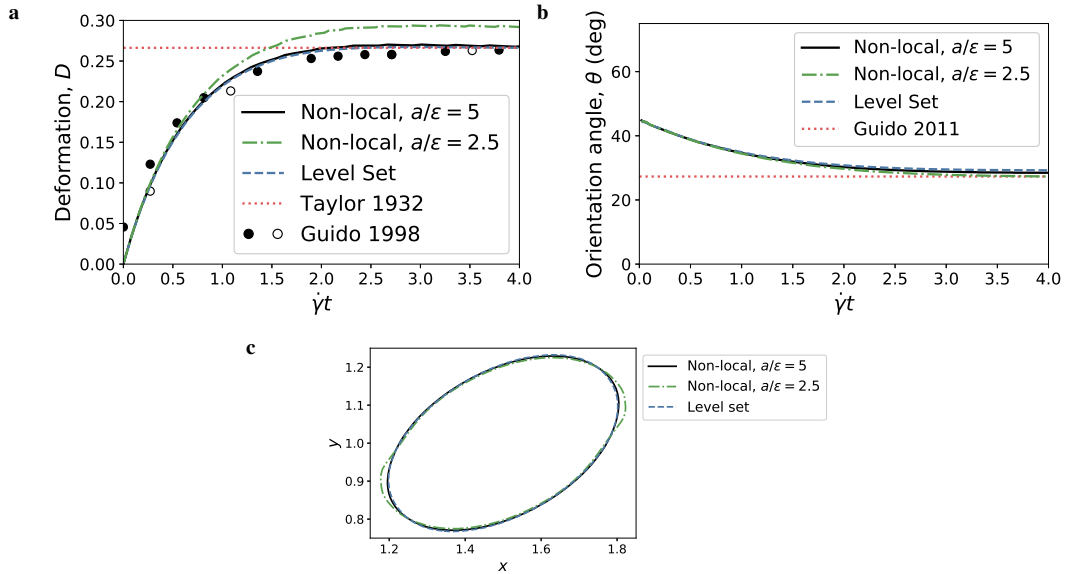 a
0.30
0.25
0.20
0.15
0.10
0.05
0.00
Deformation, D
Non-local, a/ε = 5
Non-local, a/ε = 2.5
Level Set
Taylor 1932
Guido 1998
0.0 0.5 1.0 1.5 2.0 2.5 3.0 3.5 4.0
γ̇t
b
60
40
20
0
Orientation angle, θ (deg)
Non-local, a/ε = 5
Non-local, a/ε = 2.5
Level Set
Guido 2011
0.0 0.5 1.0 1.5 2.0 2.5 3.0 3.5 4.0
γ̇t
c
1.2
1.1
1.0
0.9
0.8
y
1.2 1.4 1.6 1.8
x
Non-local, a/ε = 5
Non-local, a/ε = 2.5
Level set